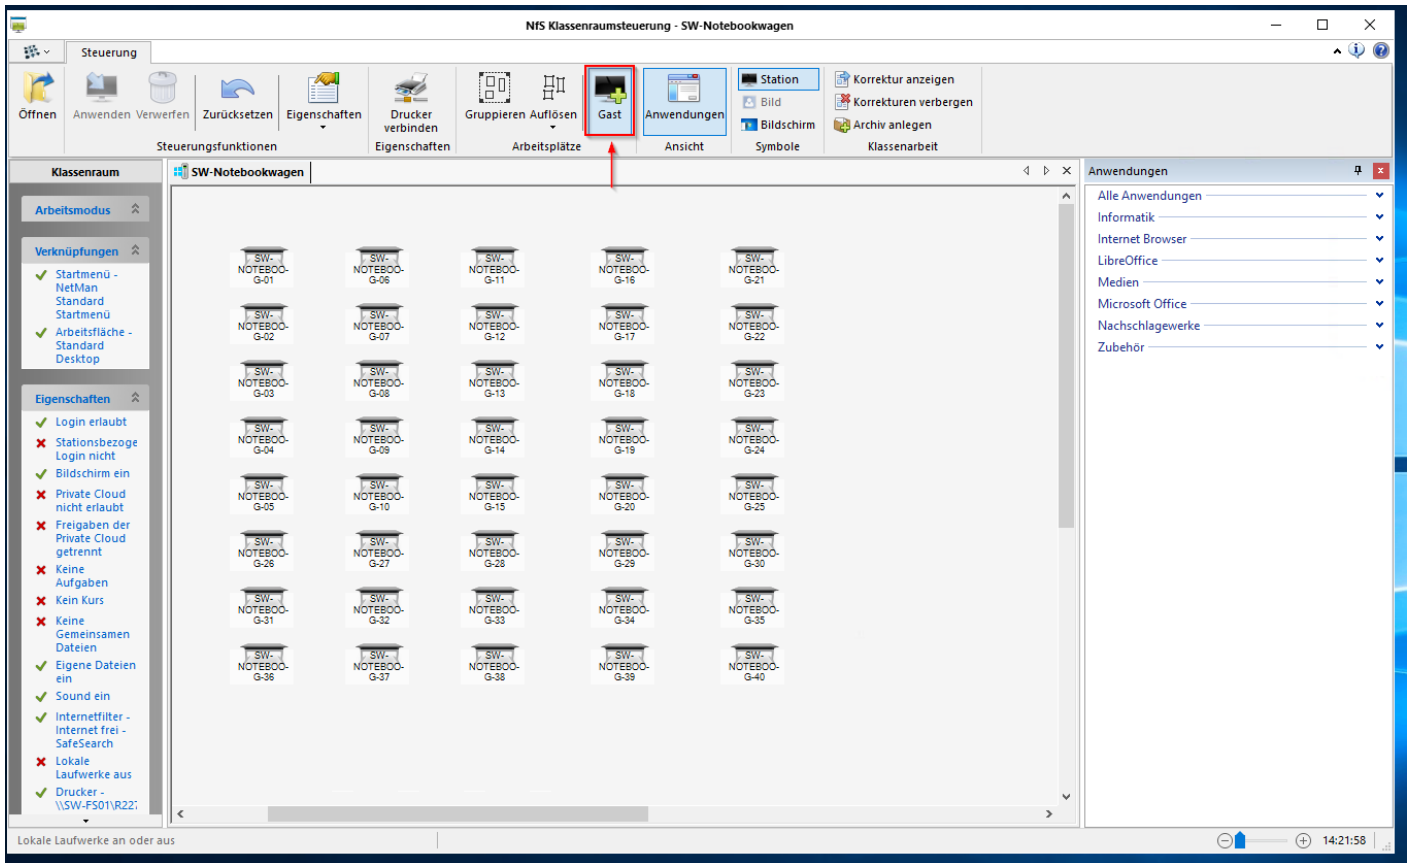 NfS Klassenraumsteuerung - SW-Notebookwagen
Steuerung
Öffnen
Anwenden Verwerfen
Zurücksetzen
Eigenschaften
Drucker
verbinden
Gruppieren Auflösen
Gast
Anwendungen
Station
Bild
Bildschirm
Korrektur anzeigen
Korrekturen verbergen
Archiv anlegen
Steuerungsfunktionen
Eigenschaften
Arbeitsplätze
Ansicht
Symbole
Klassenarbeit
Klassenraum
Arbeitsmodus
Verknüpfungen
Startmenü -
NetMan
Standard
Startmenü
Arbeitsfläche -
Standard
Desktop
Eigenschaften
Login erlaubt
Stationsbezoge
Login nicht
Bildschirm ein
Private Cloud
nicht erlaubt
Freigaben der
Private Cloud
getrennt
Keine
Aufgaben
Kein Kurs
Keine
Gemeinsamen
Dateien
Eigene Dateien
ein
Sound ein
Internetfilter -
Internet frei -
SafeSearch
Lokale
Laufwerke aus
Drucker -
\\SW-FS01\R227
SW-Notebookwagen
SW- SW- SW- SW- SW-
NOTEBOO- NOTEBOO- NOTEBOO- NOTEBOO- NOTEBOO-
G-01 G-06 G-11 G-16 G-21
SW- SW- SW- SW- SW-
NOTEBOO- NOTEBOO- NOTEBOO- NOTEBOO- NOTEBOO-
G-02 G-07 G-12 G-17 G-22
SW- SW- SW- SW- SW-
NOTEBOO- NOTEBOO- NOTEBOO- NOTEBOO- NOTEBOO-
G-03 G-08 G-13 G-18 G-23
SW- SW- SW- SW- SW-
NOTEBOO- NOTEBOO- NOTEBOO- NOTEBOO- NOTEBOO-
G-04 G-09 G-14 G-19 G-24
SW- SW- SW- SW- SW-
NOTEBOO- NOTEBOO- NOTEBOO- NOTEBOO- NOTEBOO-
G-05 G-10 G-15 G-20 G-25
SW- SW- SW- SW- SW-
NOTEBOO- NOTEBOO- NOTEBOO- NOTEBOO- NOTEBOO-
G-26 G-27 G-28 G-29 G-30
SW- SW- SW- SW- SW-
NOTEBOO- NOTEBOO- NOTEBOO- NOTEBOO- NOTEBOO-
G-31 G-32 G-33 G-34 G-35
SW- SW- SW- SW- SW-
NOTEBOO- NOTEBOO- NOTEBOO- NOTEBOO- NOTEBOO-
G-36 G-37 G-38 G-39 G-40
Anwendungen
Alle Anwendungen
Informatik
Internet Browser
LibreOffice
Medien
Microsoft Office
Nachschlagewerke
Zubehör
Lokale Laufwerke an oder aus
14:21:58